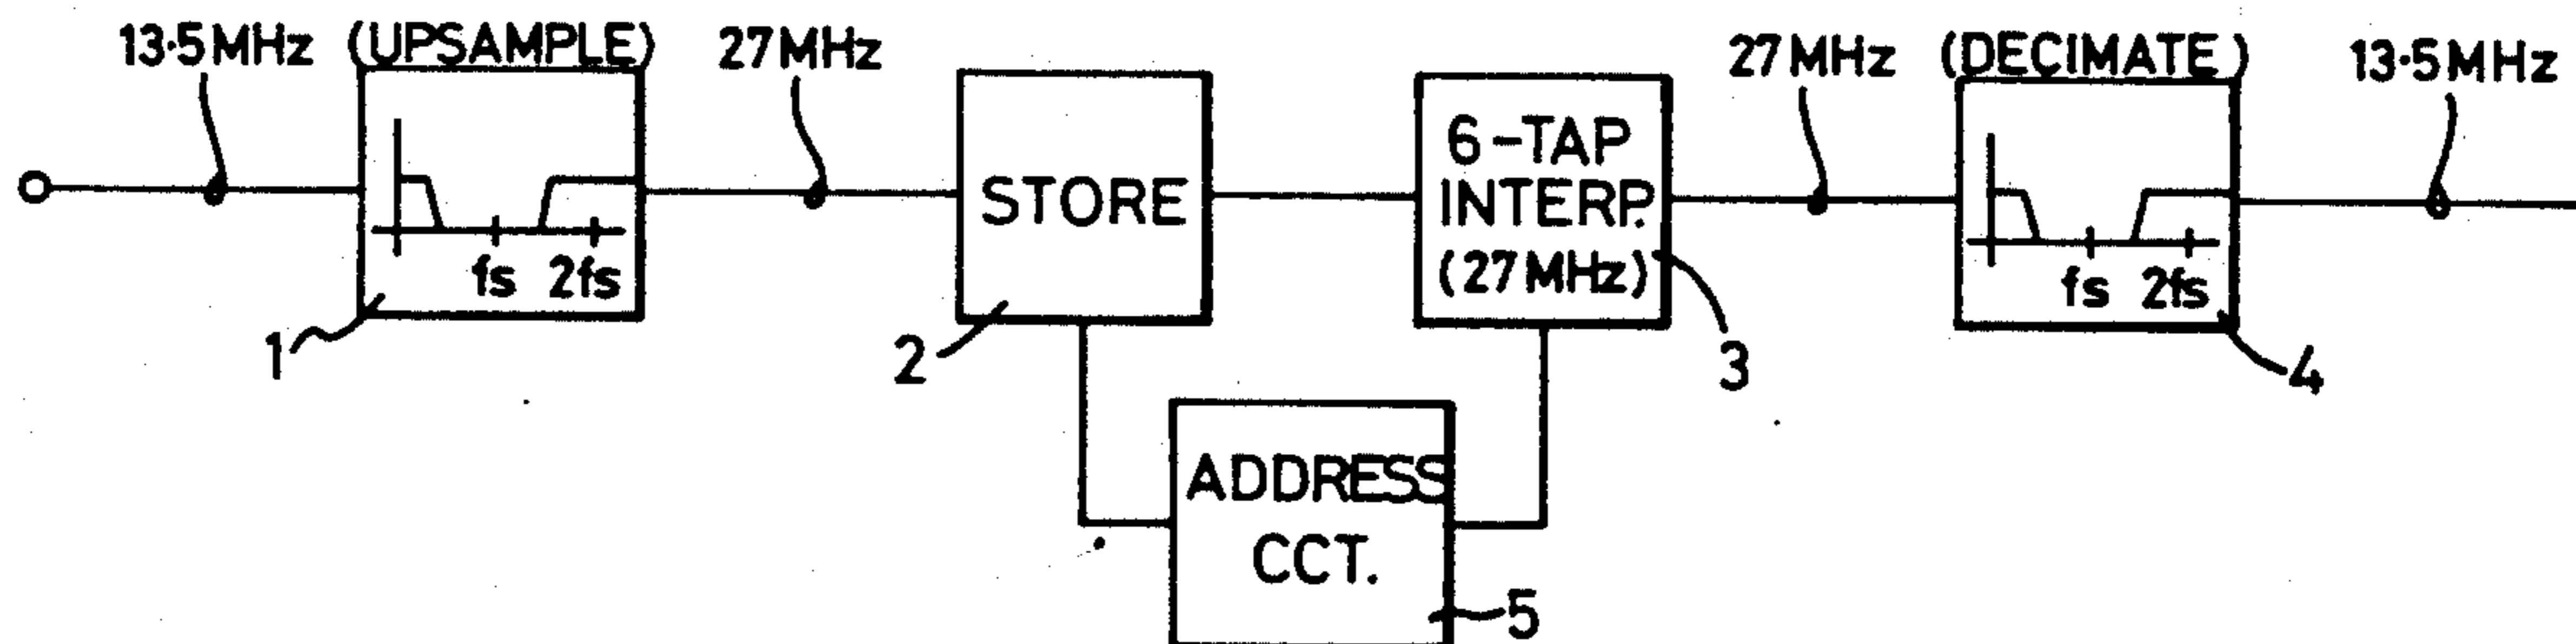 13·5MHz (UPSAMPLE) 27MHz 27MHz (DECIMATE) 13·5MHz
fs 2fs
1
STORE
2
6-TAP
INTERP.
(27MHz)
3
fs 2fs
4
ADDRESS
CCT.
5